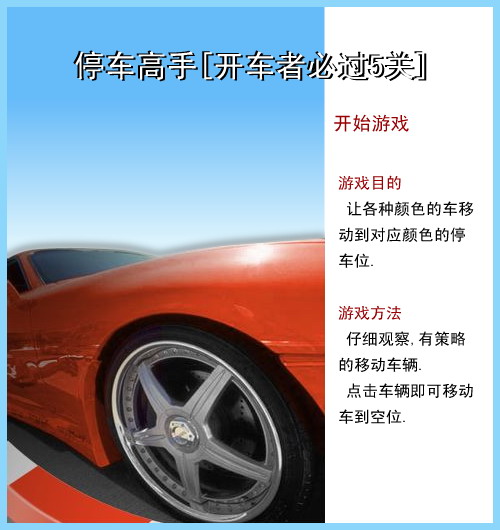 停车高手[开车者必过5关]
开始游戏
游戏目的
让各种颜色的车移
动到对应颜色的停
车位.
游戏方法
仔细观察,有策略
的移动车辆.
点击车辆即可移动
车到空位.